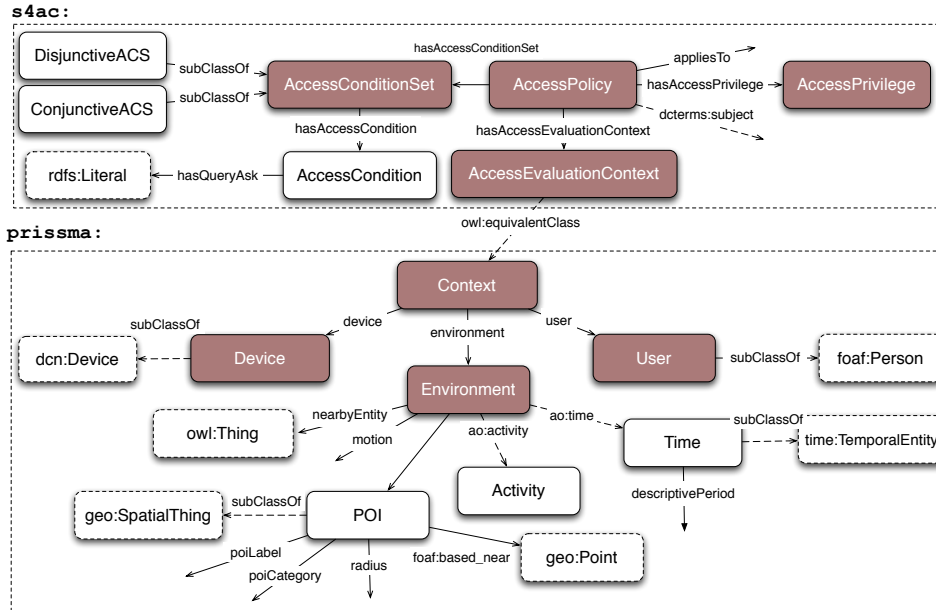 s4ac:
DisjunctiveACS
ConjunctiveACS
subClassOf
subClassOf
AccessConditionSet
hasAccessConditionSet
AccessPolicy
appliesTo
hasAccessPrivilege
AccessPrivilege
dcterms:subject
hasAccessCondition
hasAccessEvaluationContext
rdfs:Literal
hasQueryAsk
AccessCondition
AccessEvaluationContext
owl:equivalentClass
prissma:
Context
device
environment
user
subClassOf
dcn:Device
Device
User
subClassOf
foaf:Person
Environment
nearbyEntity
motion
ao:activity
ao:time
owl:Thing
Time
subClassOf
time:TemporalEntity
Activity
descriptivePeriod
geo:SpatialThing
subClassOf
POI
poiLabel
poiCategory
radius
foaf:based_near
geo:Point